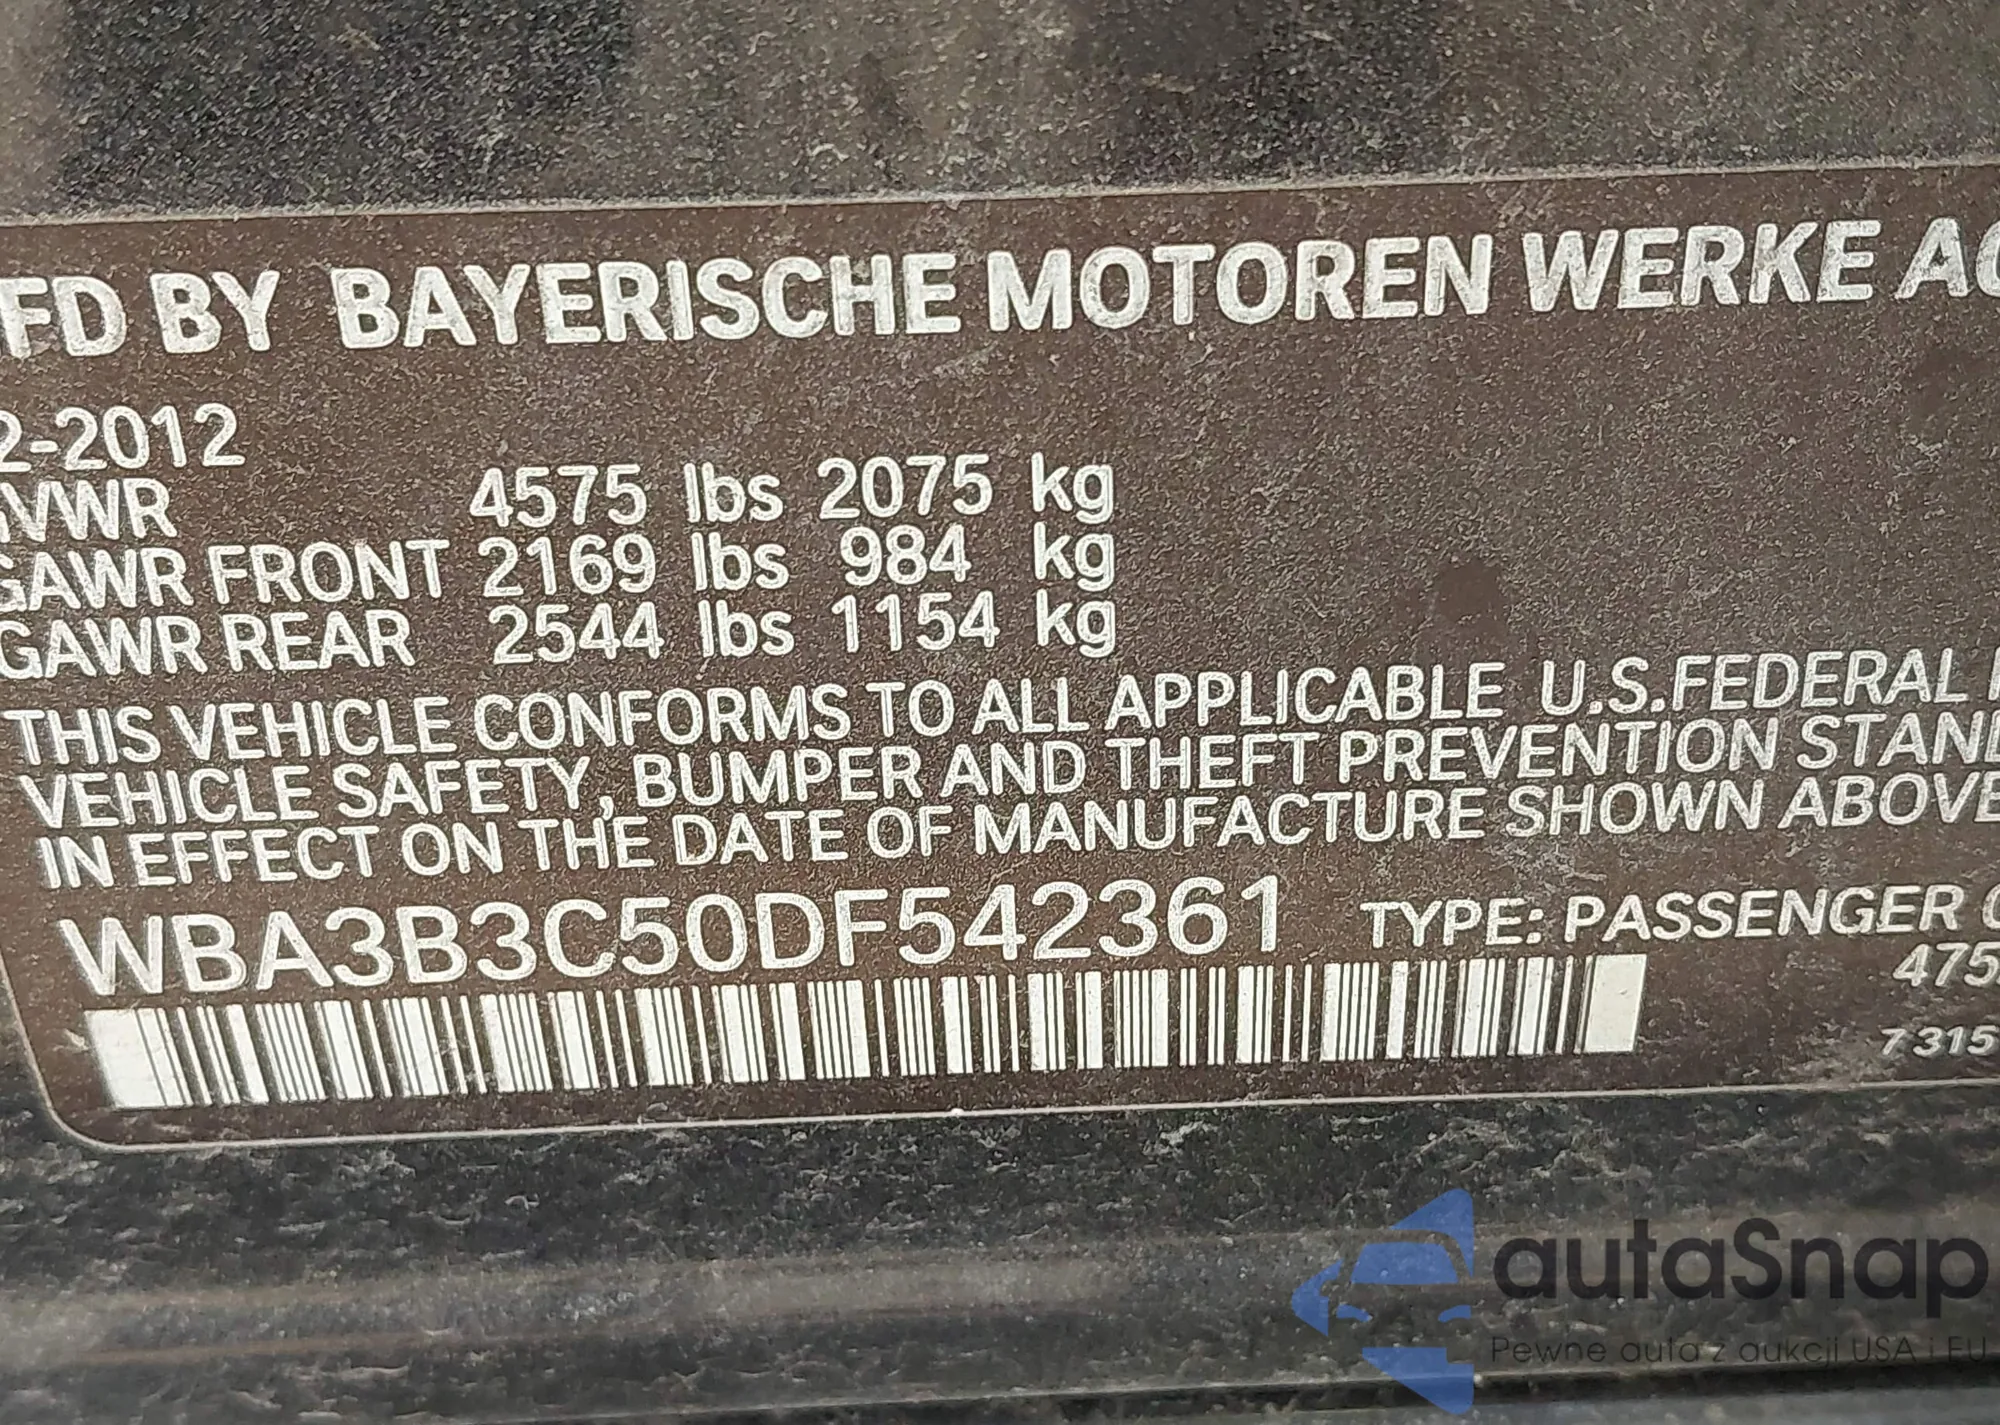 FD BY BAYERISCHE MOTOREN WERKE AG
2-2012
GVWR 4575 lbs 2075 kg
GAWR FRONT 2169 lbs 984 kg
GAWR REAR 2544 lbs 1154 kg
THIS VEHICLE CONFORMS TO ALL APPLICABLE U.S.FEDERAL
VEHICLE SAFETY, BUMPER AND THEFT PREVENTION STAND
IN EFFECT ON THE DATE OF MANUFACTURE SHOWN ABOVE
WBA3B3C50DF542361 TYPE: PASSENGER C
475
7 315
autaSnap
Pewne auta z aukcji USA i EU